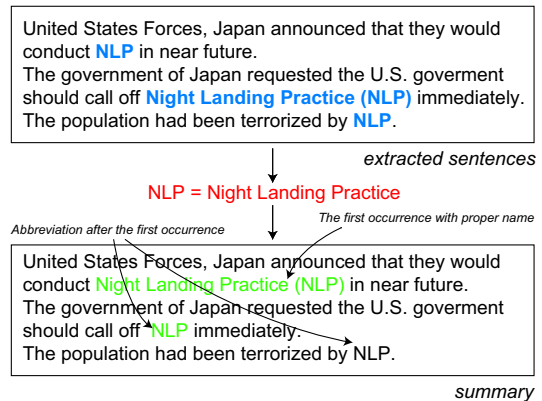 United States Forces, Japan announced that they would
conduct NLP in near future.
The government of Japan requested the U.S. goverment
should call off Night Landing Practice (NLP) immediately.
The population had been terrorized by NLP.
extracted sentences
NLP = Night Landing Practice
The first occurrence with proper name
Abbreviation after the first occurrence
United States Forces, Japan announced that they would
conduct Night Landing Practice (NLP) in near future.
The government of Japan requested the U.S. goverment
should call off NLP immediately.
The population had been terrorized by NLP.
summary